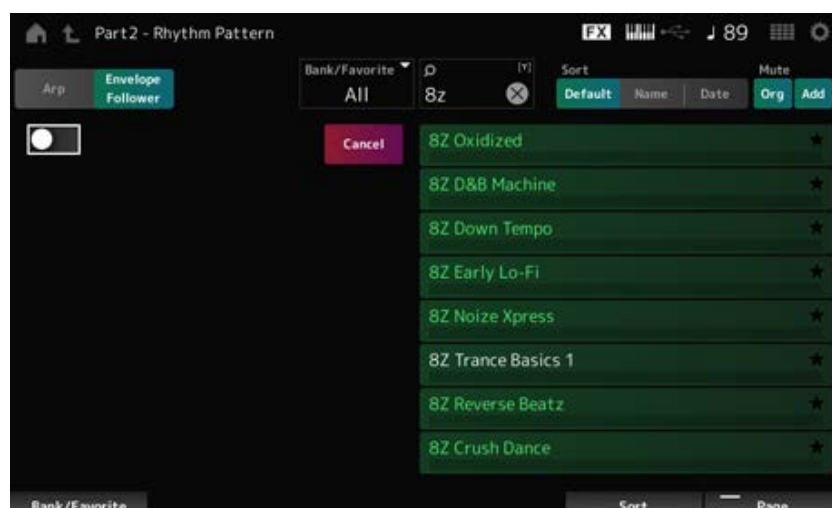 Part2 - Rhythm Pattern
FX
♩ 89
Arp
Envelope
Follower
Bank/Favorite
All
8z
[Y]
Sort
Default Name Date
Mute
Org Add
Cancel
8Z Oxidized
8Z D&B Machine
8Z Down Tempo
8Z Early Lo-Fi
8Z Noize Xpress
8Z Trance Basics 1
8Z Reverse Beatz
8Z Crush Dance
Bank/Favorite
Sort
Page